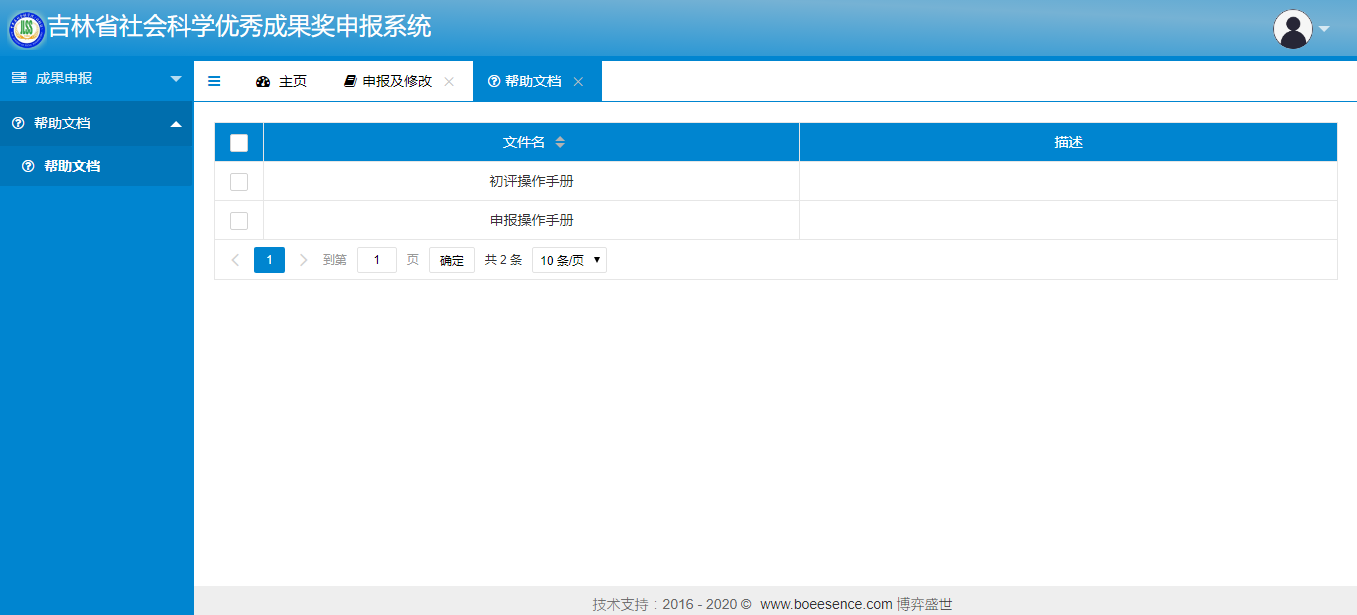 吉林省社会科学优秀成果奖申报系统
成果申报
主页
申报及修改
帮助文档
帮助文档
帮助文档
文件名
描述
初评操作手册
申报操作手册
1
到第
1
页
确定
共 2 条
10 条/页
技术支持：2016 - 2020 © www.boeesence.com 博弈盛世